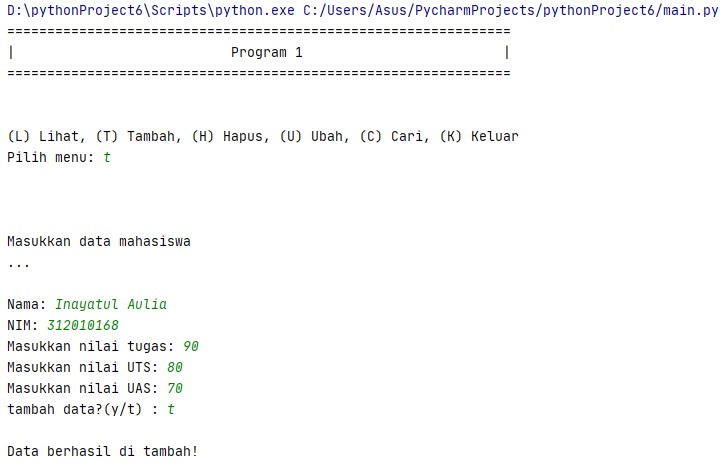 D:\pythonProject6\Scripts\python.exe C:/Users/Asus/PycharmProjects/pythonProject6/main.py
===============================================================
|                           Program 1                         |
===============================================================
(L) Lihat, (T) Tambah, (H) Hapus, (U) Ubah, (C) Cari, (K) Keluar
Pilih menu: t
Masukkan data mahasiswa
...
Nama: Inayatul Aulia
NIM: 312010168
Masukkan nilai tugas: 90
Masukkan nilai UTS: 80
Masukkan nilai UAS: 70
tambah data?(y/t) : t
Data berhasil di tambah!